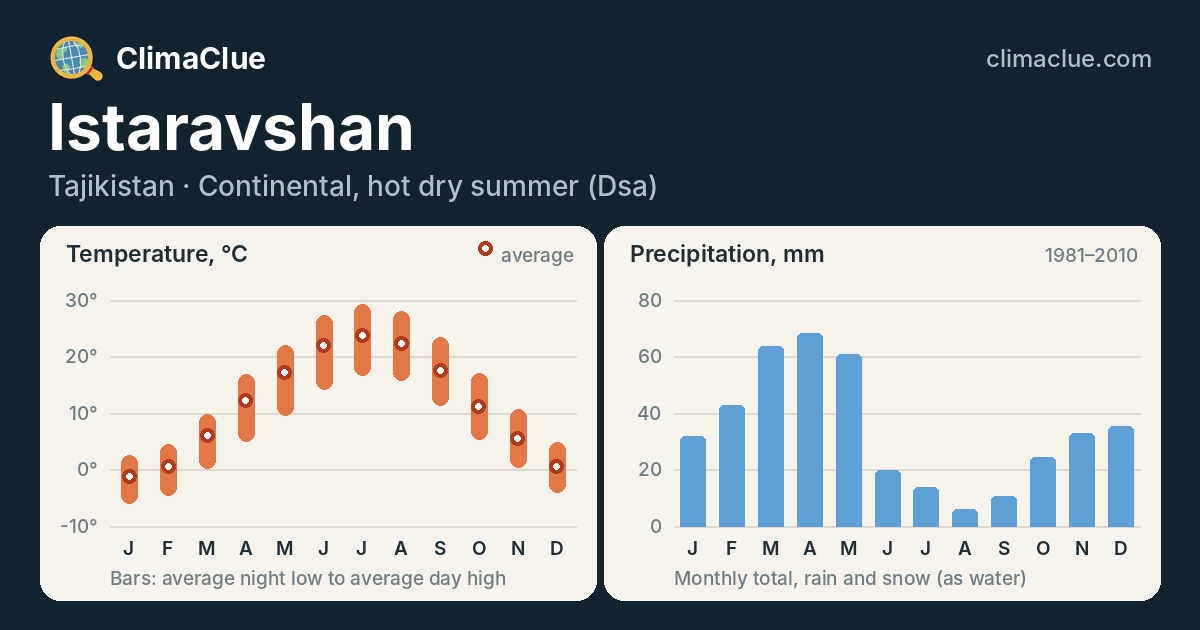 ClimaClue
climaclue.com
Istaravshan
Tajikistan · Continental, hot dry summer (Dsa)
Temperature, °C
average
30°
20°
10°
0°
-10°
J F M A M J J A S O N D
Bars: average night low to average day high
Precipitation, mm
1981–2010
80
60
40
20
0
J F M A M J J A S O N D
Monthly total, rain and snow (as water)